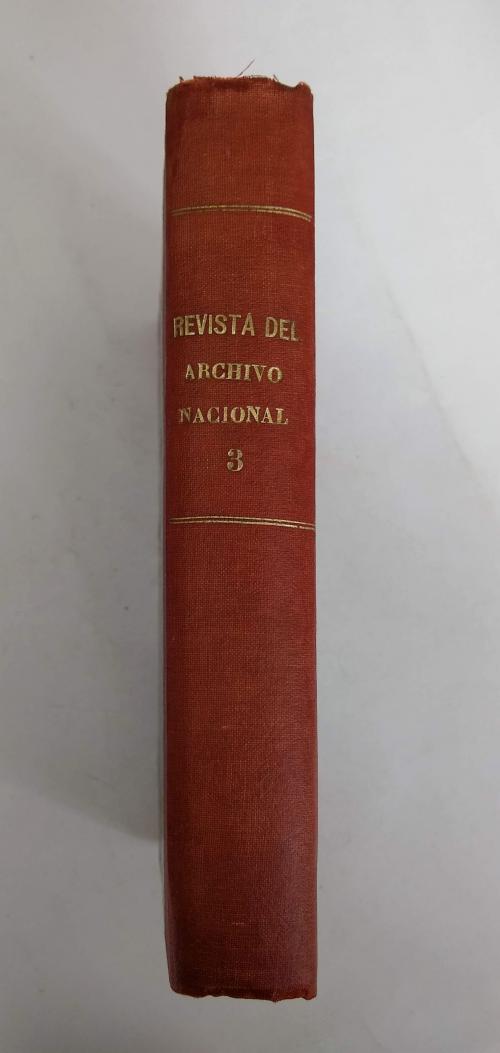 REVISTA DEL
ARCHIVO
NACIONAL
3